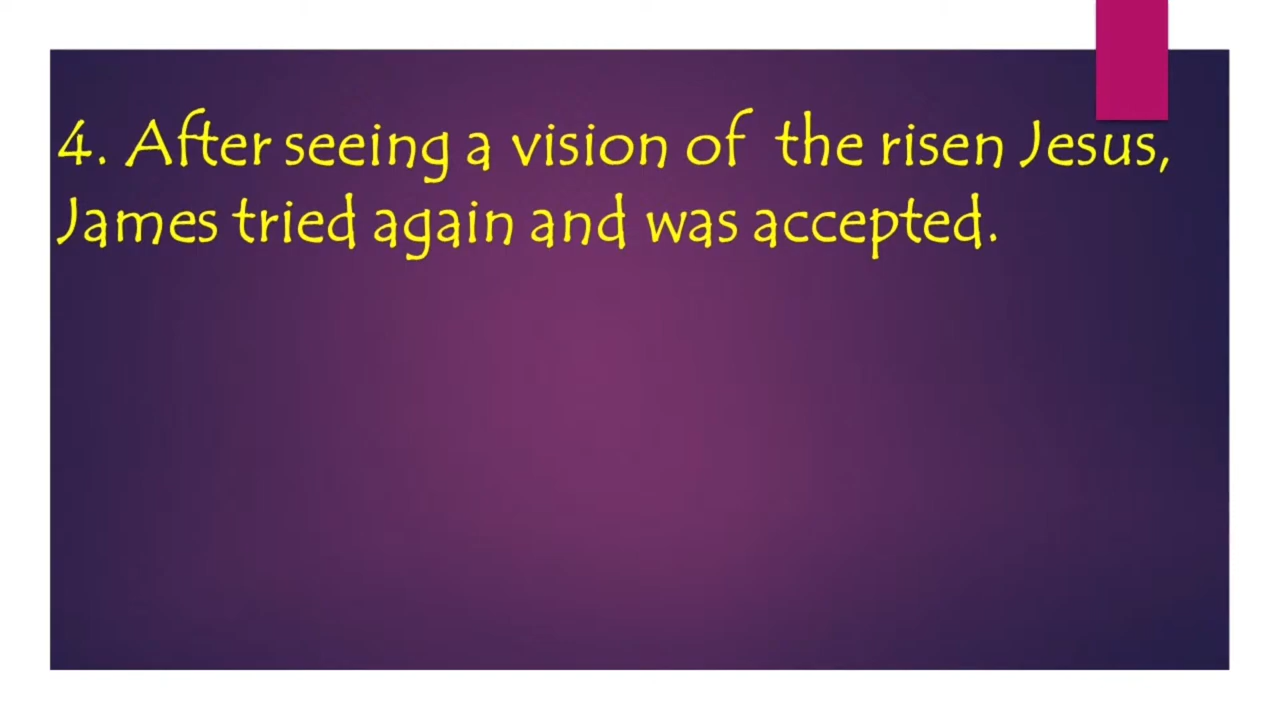 4. After seeing a vision of the risen Jesus,
James tried again and was accepted.